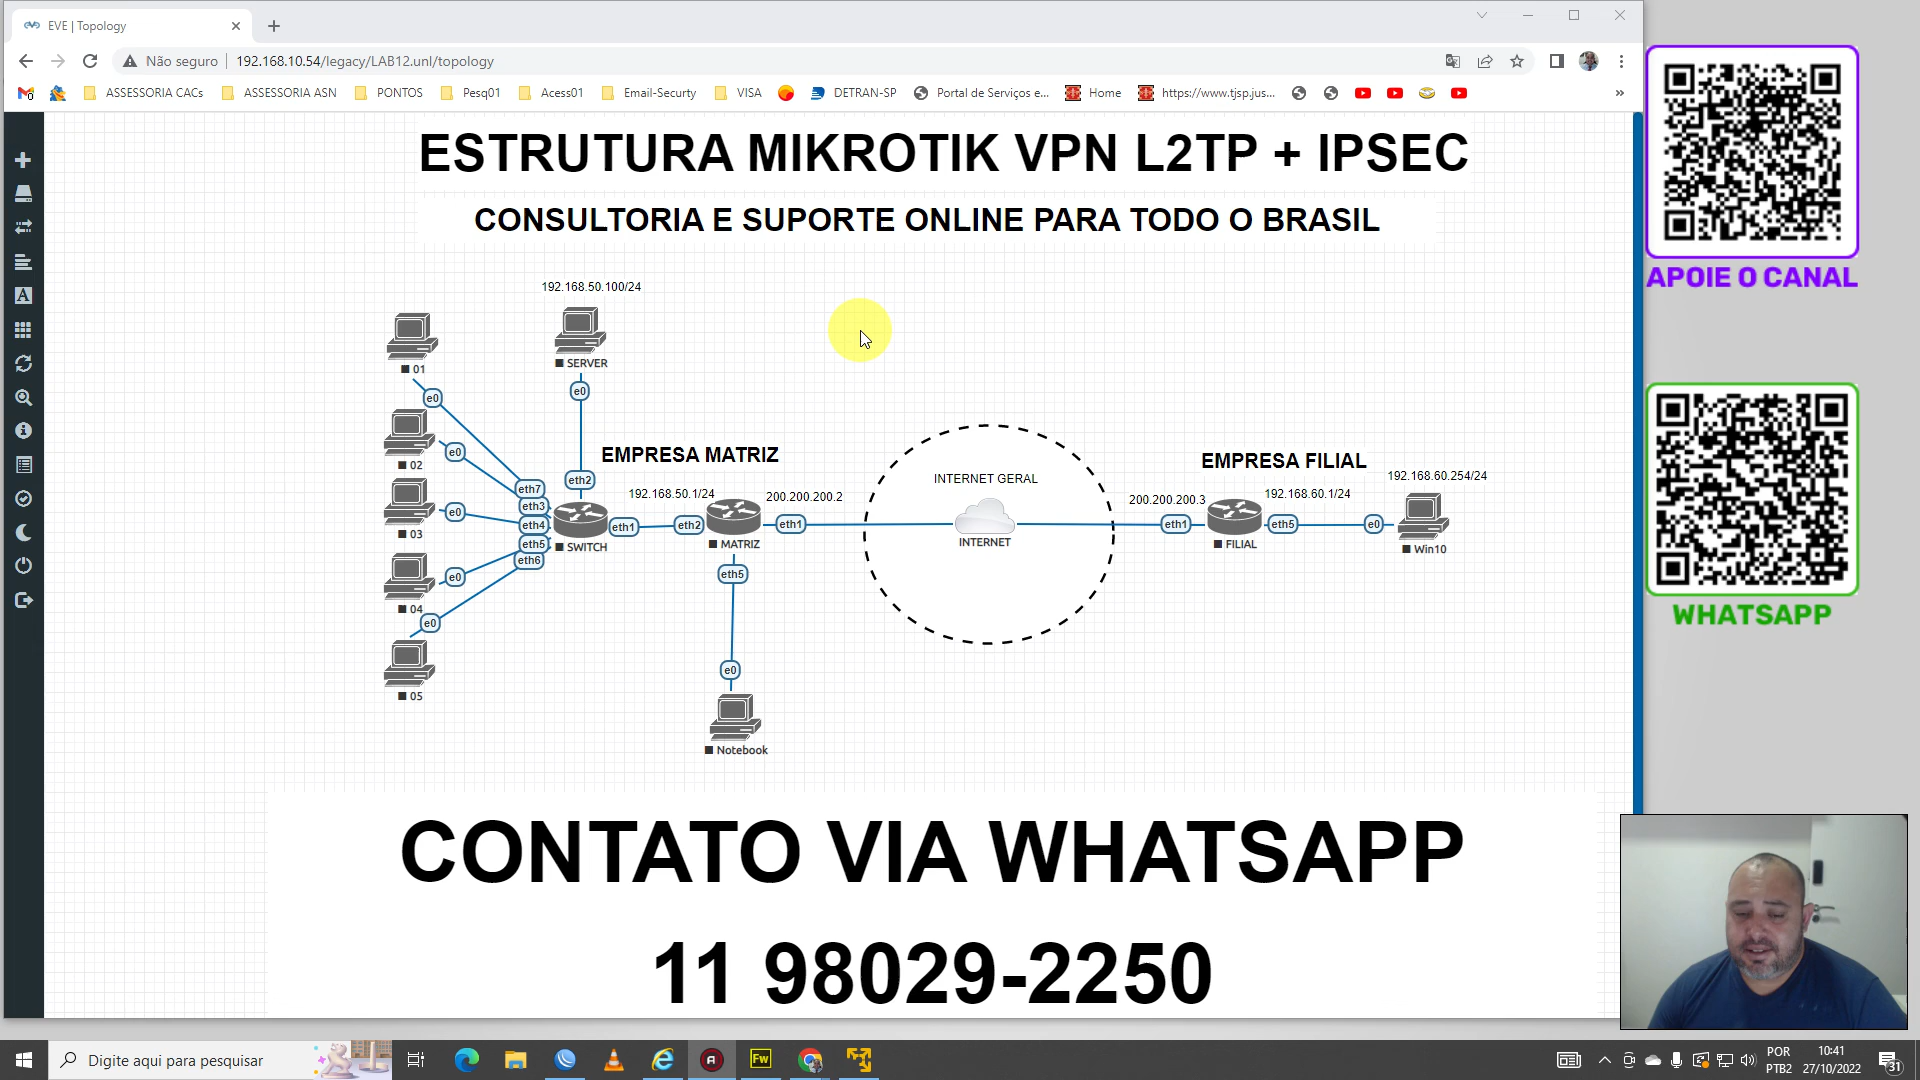 EVE | Topology
Não seguro
192.168.10.54/legacy/LAB12.unl/topology
ASSESSORIA CACs
ASSESSORIA ASN
PONTOS
Pesq01
Acess01
Email-Securty
VISA
DETRAN-SP
Portal de Serviços e...
Home
https://www.tjsp.jus...
»
ESTRUTURA MIKROTIK VPN L2TP + IPSEC
CONSULTORIA E SUPORTE ONLINE PARA TODO O BRASIL
APOIE O CANAL
WHATSAPP
192.168.50.100/24
SERVER
e0
01
e0
02
e0
03
e0
04
e0
05
e0
eth2
eth7
eth3
eth4
eth5
eth6
SWITCH
eth1
EMPRESA MATRIZ
192.168.50.1/24
200.200.200.2
eth2
MATRIZ
eth1
eth5
e0
Notebook
INTERNET GERAL
INTERNET
EMPRESA FILIAL
200.200.200.3
192.168.60.1/24
192.168.60.254/24
eth1
FILIAL
eth5
e0
Win10
CONTATO VIA WHATSAPP
11 98029-2250
Digite aqui para pesquisar
Fw
POR
PTB2
10:41
27/10/2022
31